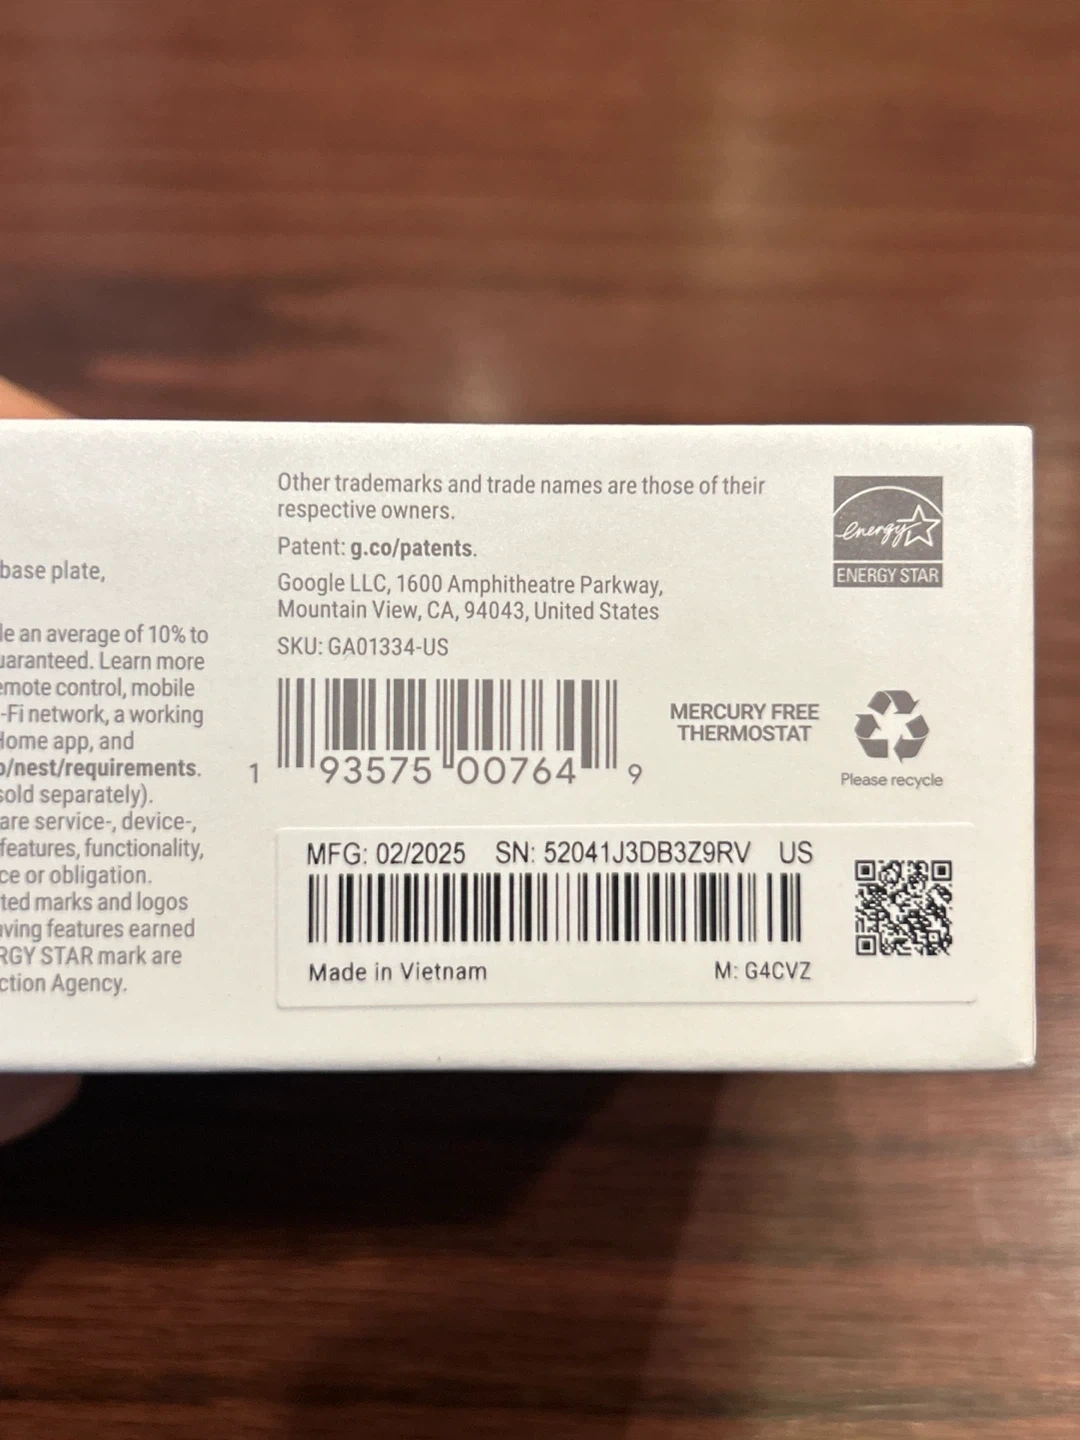 base plate,
le an average of 10% to
uaranteed. Learn more
emote control, mobile
-Fi network, a working
Home app, and
o/nest/requirements.
sold separately).
are service-, device-,
features, functionality,
ce or obligation.
ted marks and logos
aving features earned
RGY STAR mark are
ction Agency.
Other trademarks and trade names are those of their
respective owners.
Patent: g.co/patents.
Google LLC, 1600 Amphitheatre Parkway,
Mountain View, CA, 94043, United States
SKU: GA01334-US
1 93575 00764 9
energy
ENERGY STAR
MERCURY FREE
THERMOSTAT
Please recycle
MFG: 02/2025 SN: 52041J3DB3Z9RV US
Made in Vietnam M: G4CVZ